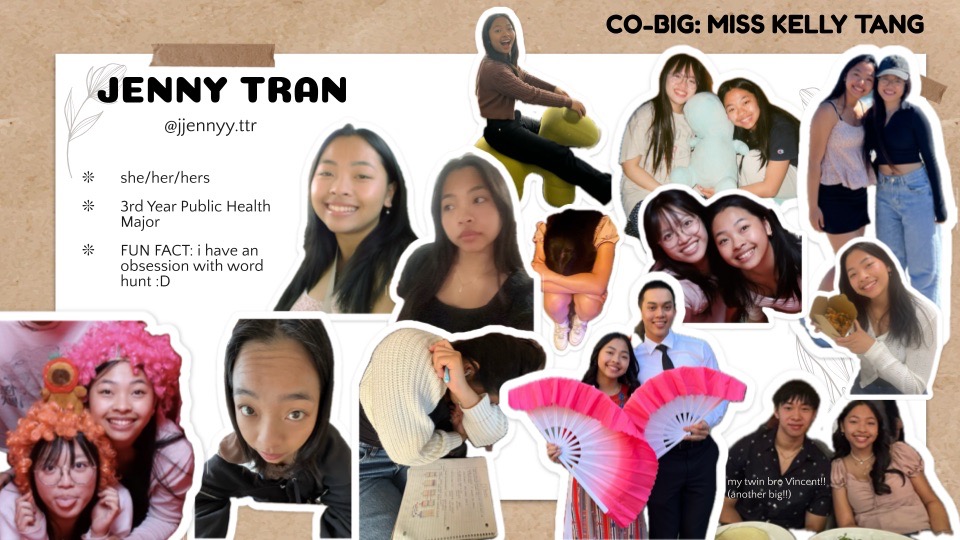 CO-BIG: MISS KELLY TANG
JENNY TRAN
@jjennyy.ttr
she/her/hers
3rd Year Public Health
Major
FUN FACT: i have an
obsession with word
hunt :D
my twin bro Vincent!!
(another big!!)